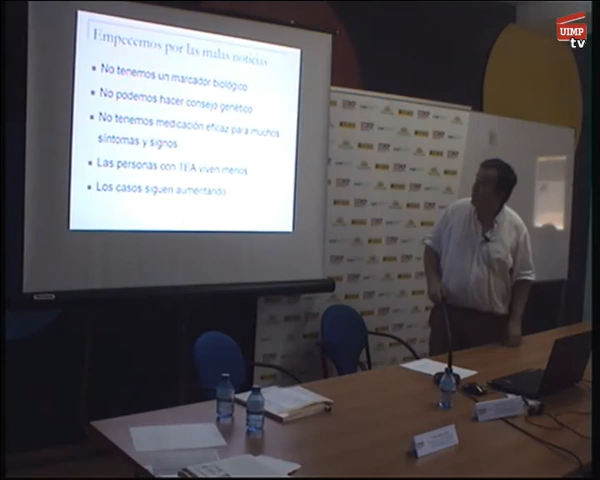 Empecemos por las malas noticias
No tenemos un marcador biológico
No podemos hacer consejo genético
No tenemos medicación eficaz para muchos
síntomas y signos
Las personas con TEA viven menos
Los casos siguen aumentando
UIMP
tv